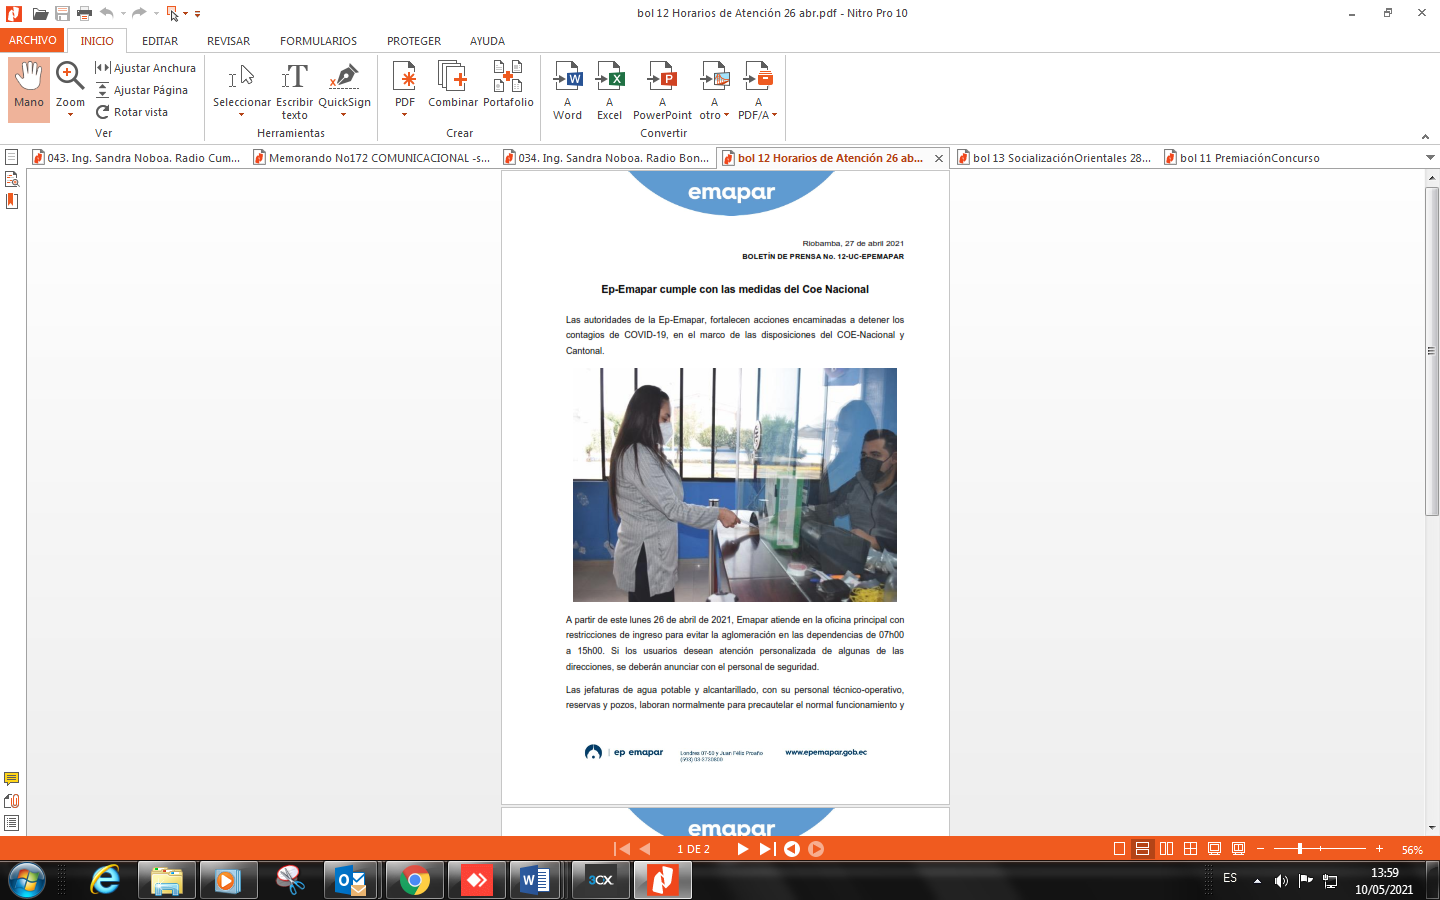 bol 12 Horarios de Atención 26 abr.pdf - Nitro Pro 10
ARCHIVO INICIO EDITAR REVISAR FORMULARIOS PROTEGER AYUDA
Mano
Zoom
Ajustar Anchura
Ajustar Página
Rotar vista
Ver
Seleccionar
Escribir texto
QuickSign
Herramientas
PDF
Combinar
Portafolio
Crear
A Word
A Excel
A PowerPoint
A otro
A PDF/A
Convertir
043. Ing. Sandra Noboa. Radio Cum...
Memorando No172 COMUNICACIONAL -s...
034. Ing. Sandra Noboa. Radio Bon...
bol 12 Horarios de Atención 26 ab...
bol 13 SocializaciónOrientales 28...
bol 11 PremiaciónConcurso
emapar
Riobamba, 27 de abril 2021
BOLETÍN DE PRENSA No. 12-UC-EPEMAPAR
Ep-Emapar cumple con las medidas del Coe Nacional
Las autoridades de la Ep-Emapar, fortalecen acciones encaminadas a detener los
contagios de COVID-19, en el marco de las disposiciones del COE-Nacional y
Cantonal.
A partir de este lunes 26 de abril de 2021, Emapar atiende en la oficina principal con
restricciones de ingreso para evitar la aglomeración en las dependencias de 07h00
a 15h00. Si los usuarios desean atención personalizada de algunas de las
direcciones, se deberán anunciar con el personal de seguridad.
Las jefaturas de agua potable y alcantarillado, con su personal técnico-operativo,
reservas y pozos, laboran normalmente para precautelar el normal funcionamiento y
ep emapar
Londres 07-50 y Juan Félix Proaño
www.epemapar.gob.ec
emapar
1 DE 2
56%
3CX
ES
13:59
10/05/2021